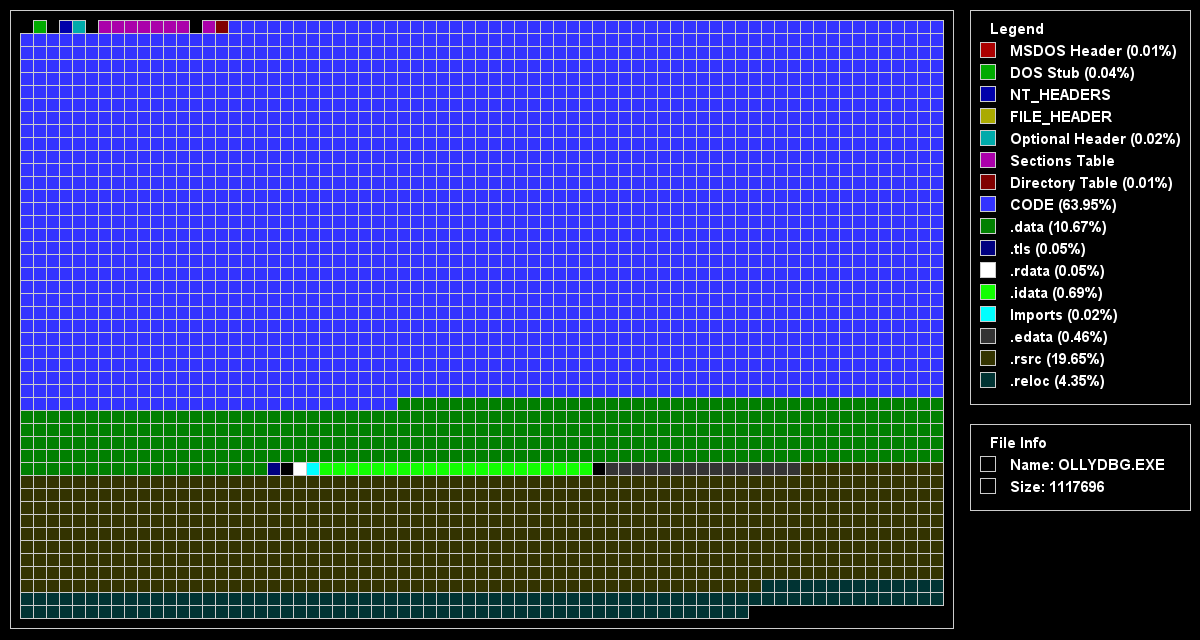 Legend
MSDOS Header (0.01%)
DOS Stub (0.04%)
NT_HEADERS
FILE_HEADER
Optional Header (0.02%)
Sections Table
Directory Table (0.01%)
CODE (63.95%)
.data (10.67%)
.tls (0.05%)
.rdata (0.05%)
.idata (0.69%)
Imports (0.02%)
.edata (0.46%)
.rsrc (19.65%)
.reloc (4.35%)
File Info
Name: OLLYDBG.EXE
Size: 1117696